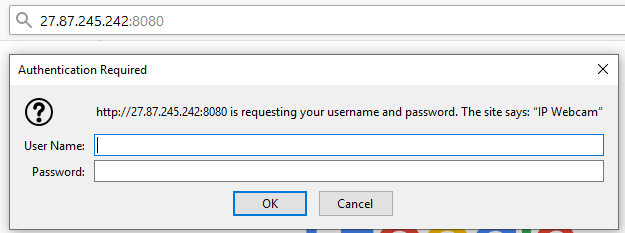 27.87.245.242:8080
Authentication Required
http://27.87.245.242:8080 is requesting your username and password. The site says: “IP Webcam”
User Name:
Password:
OK
Cancel